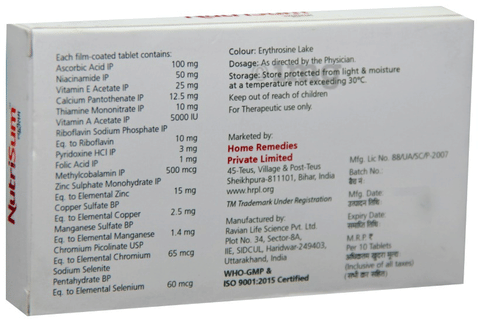 NutriSum
Each film-coated tablet contains:
Ascorbic Acid IP 100 mg
Niacinamide IP 50 mg
Vitamin E Acetate IP 25 mg
Calcium Pantothenate IP 12.5 mg
Thiamine Mononitrate IP 10 mg
Vitamin A Acetate IP 5000 IU
Riboflavin Sodium Phosphate IP
Eq. to Riboflavin 10 mg
Pyridoxine HCl IP 3 mg
Folic Acid IP 1 mg
Methylcobalamin IP 500 mcg
Zinc Sulphate Monohydrate IP
Eq. to Elemental Zinc 15 mg
Copper Sulfate BP
Eq. to Elemental Copper 2.5 mg
Manganese Sulfate BP
Eq. to Elemental Manganese 1.4 mg
Chromium Picolinate USP
Eq. to Elemental Chromium 65 mcg
Sodium Selenite
Pentahydrate BP
Eq. to Elemental Selenium 60 mcg
Colour: Erythrosine Lake
Dosage: As directed by the Physician.
Storage: Store protected from light & moisture
at a temperature not exceeding 30°C.
Keep out of reach of children
For Therapeutic use only.
Marketed by:
Home Remedies
Private Limited
4S-Teus, Village & Post-Teus
Sheikhpura-811101, Bihar, India
www.hrpl.org
TM Trademark Under Registration
Manufactured by:
Ravian Life Science Pvt. Ltd.
Plot No. 34, Sector-8A,
IIE, SIDCUL, Haridwar-249403,
Uttarakhand, India
WHO-GMP &
ISO 9001:2015 Certified
Mfg. Lic No. 88/UA/SC/P-2007
Batch No.:
बैच नं
Mfg. Date:
उत्पादन तिथि
Expiry Date:
समाप्ति तिथि
M.R.P. ₹
Per 10 Tablets
अधिकतम खुदरा मूल्य
(Inclusive of all taxes)
(सभी कर सहित)